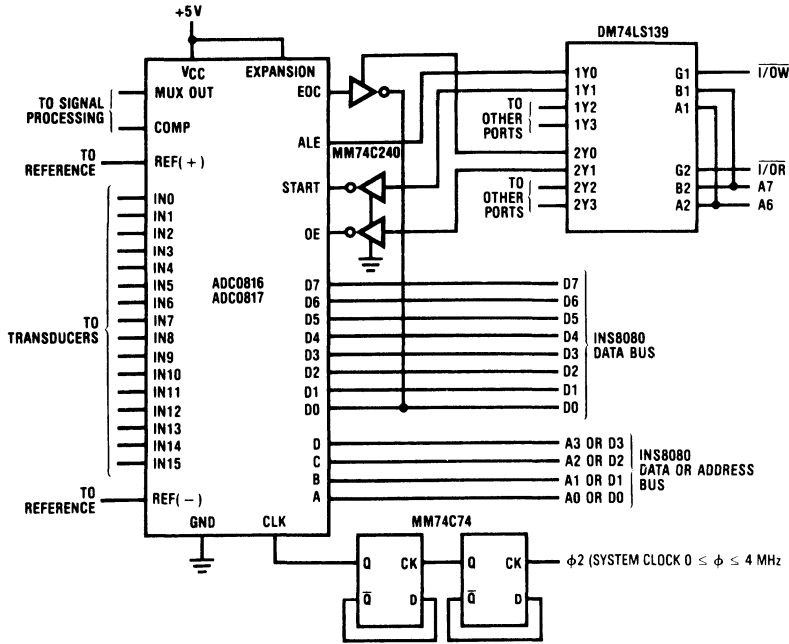 +5V
DM74LS139
VCC
EXPANSION
MUX OUT
EOC
1Y0
G1
I/OW
TO SIGNAL
PROCESSING
1Y1
B1
TO
OTHER
PORTS
1Y2
A1
1Y3
COMP
ALE
MM74C240
2Y0
TO
REFERENCE
REF(+)
2Y1
G2
I/OR
START
TO
OTHER
PORTS
2Y2
B2
A7
2Y3
A2
A6
OE
IN0
IN1
IN2
IN3
IN4
IN5
IN6
IN7
IN8
IN9
IN10
IN11
IN12
IN13
IN14
IN15
TO
TRANSDUCERS
ADC0816
ADC0817
D7
D6
D5
D4
D3
D2
D1
D0
D7
D6
D5
D4
D3
D2
D1
D0
INS8080
DATA BUS
D
C
B
A
A3 OR D3
A2 OR D2
A1 OR D1
A0 OR D0
INS8080
DATA OR ADDRESS
BUS
TO
REFERENCE
REF(−)
GND
CLK
MM74C74
Q
CK
Q
CK
ϕ2 (SYSTEM CLOCK 0 ≤ ϕ ≤ 4 MHz
Q̅
D
Q̅
D